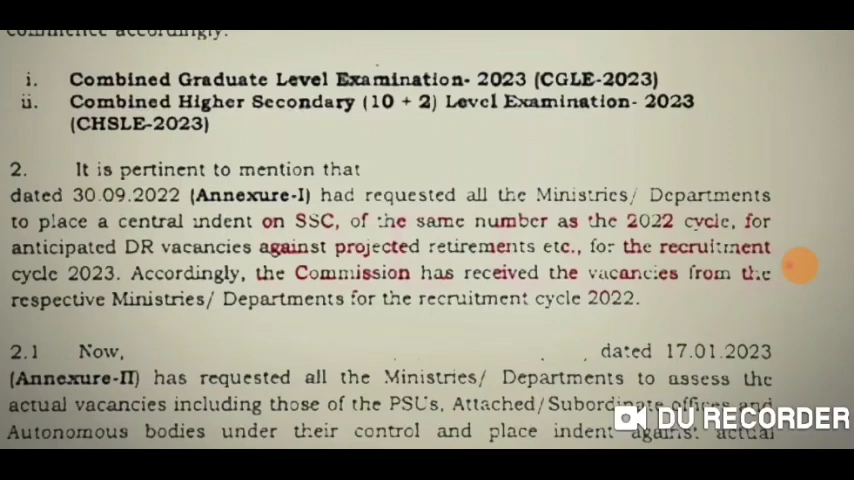 commence accordingly.
i. Combined Graduate Level Examination- 2023 (CGLE-2023)
ii. Combined Higher Secondary (10 + 2) Level Examination- 2023
(CHSLE-2023)
2. It is pertinent to mention that
dated 30.09.2022 (Annexure-I) had requested all the Ministries/ Departments
to place a central indent on SSC, of the same number as the 2022 cycle, for
anticipated DR vacancies against projected retirements etc., for the recruitment
cycle 2023. Accordingly, the Commission has received the vacancies from the
respective Ministries/ Departments for the recruitment cycle 2022.
2.1 Now, dated 17.01.2023
(Annexure-II) has requested all the Ministries/ Departments to assess the
actual vacancies including those of the PSUs, Attached/Subordinate offices and
Autonomous bodies under their control and place indent against actual
DU RECORDER